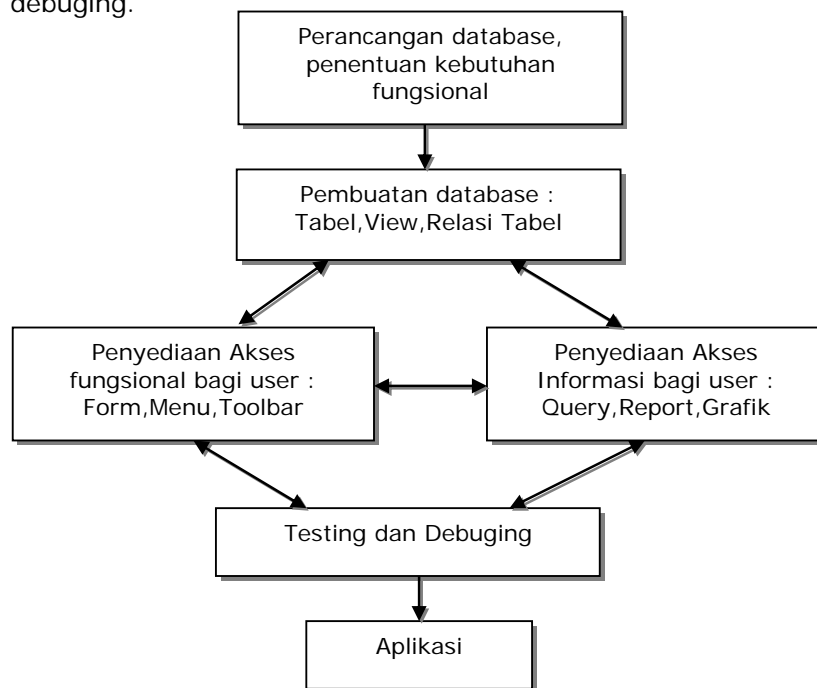 debuging.
Perancangan database,
penentuan kebutuhan
fungsional
Pembuatan database :
Tabel,View,Relasi Tabel
Penyediaan Akses
fungsional bagi user :
Form,Menu,Toolbar
Penyediaan Akses
Informasi bagi user :
Query,Report,Grafik
Testing dan Debuging
Aplikasi